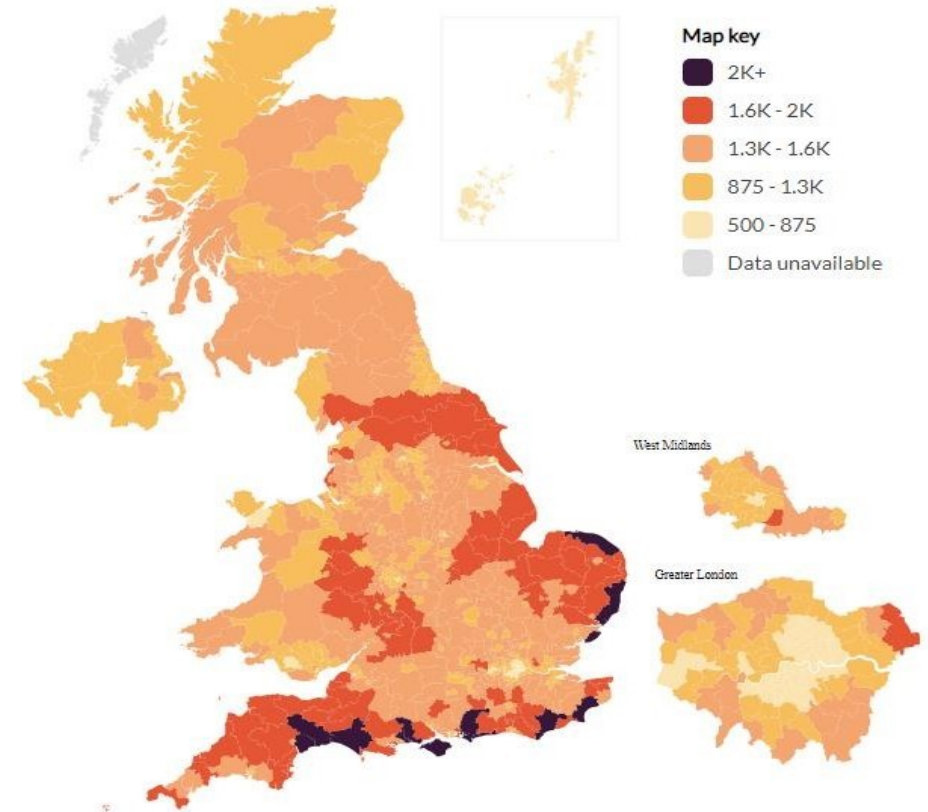 Map key
2K+
1.6K - 2K
1.3K - 1.6K
875 - 1.3K
500 - 875
Data unavailable
West Midlands
Greater London